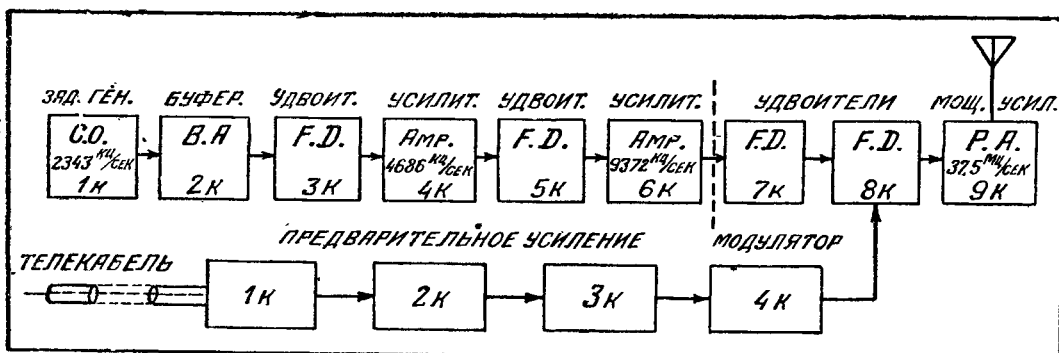 ЗАД. ГЕН. БУФЕР. УДВОИТ. УСИЛИТ. УДВОИТ. УСИЛИТ. УДВОИТЕЛИ МОЩ. УСИЛ.
C.O. B.A F.D. AMP. F.D. AMP. F.D. F.D. P.A.
2343 КЦ/СЕК 4686 КЦ/СЕК 9372 КЦ/СЕК 37.5 МЦ/СЕК
1К 2К 3К 4К 5К 6К 7К 8К 9К
ПРЕДВАРИТЕЛЬНОЕ УСИЛЕНИЕ МОДУЛЯТОР
ТЕЛЕКАБЕЛЬ
1К 2К 3К 4К